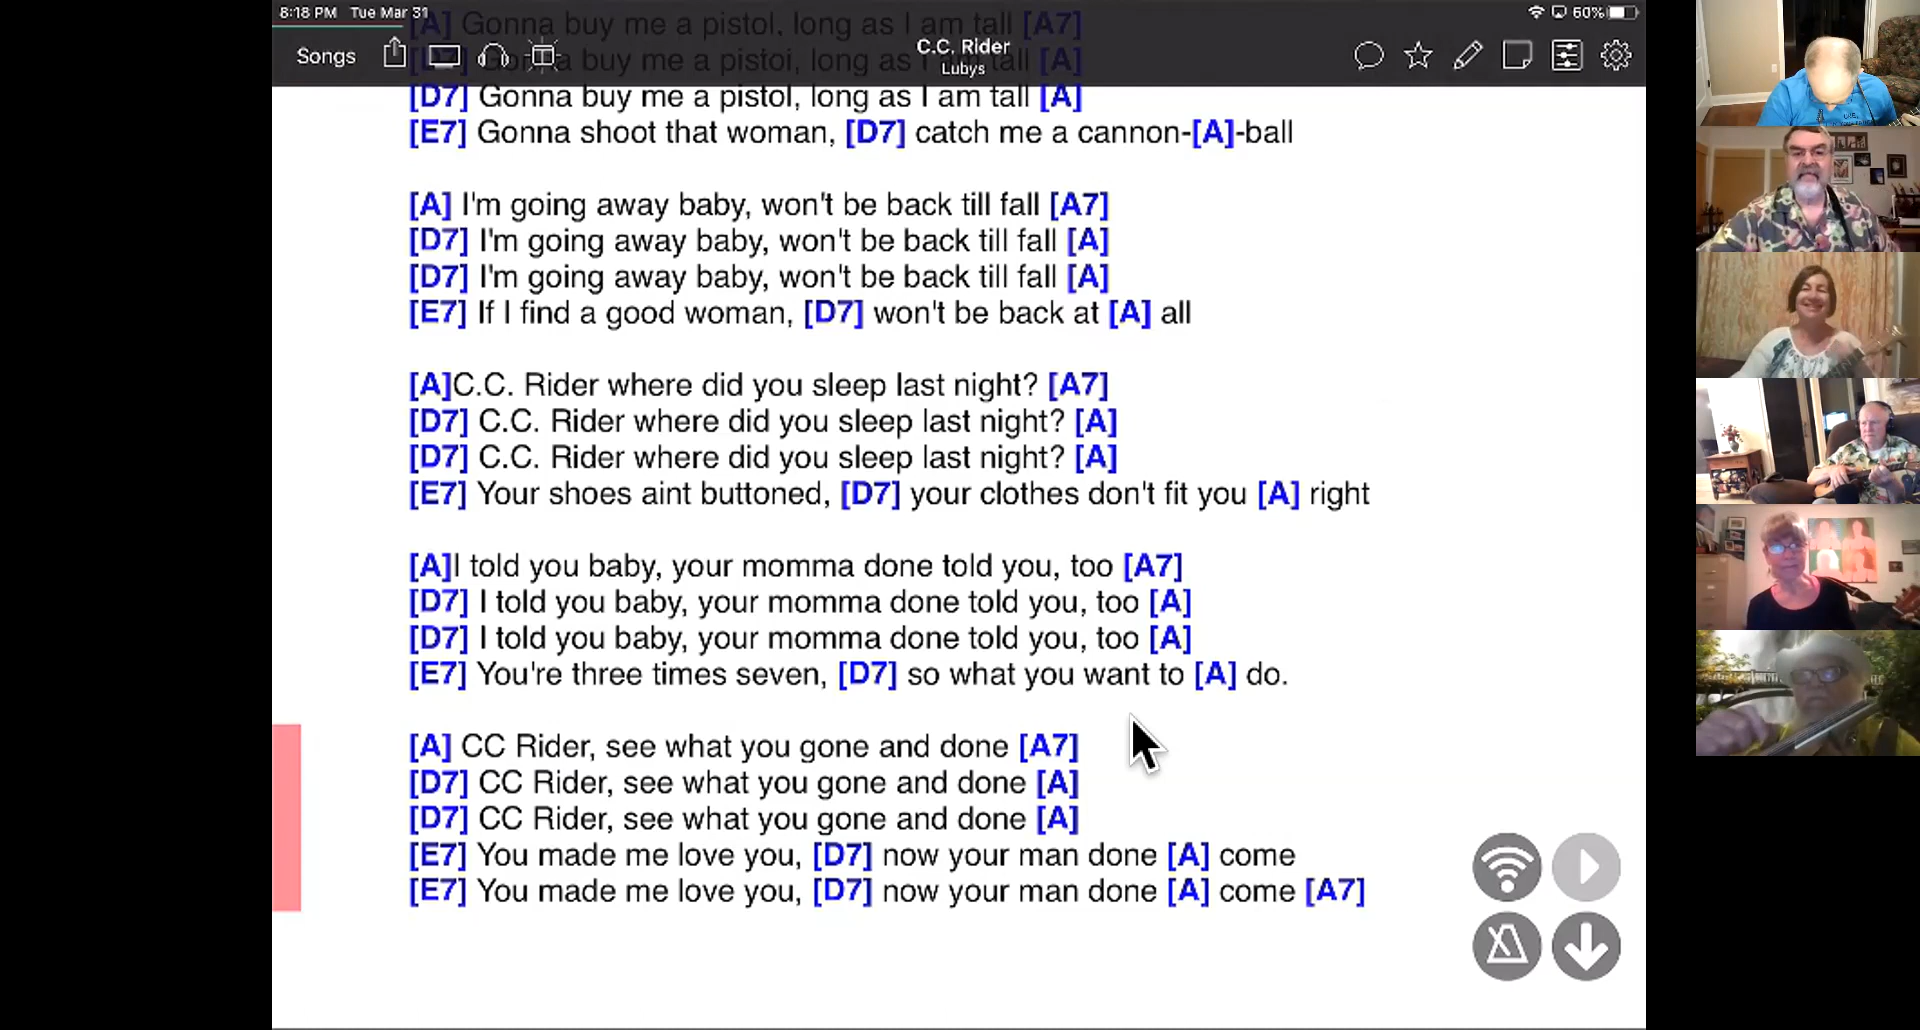 8:18 PM Tue Mar 31
60%
[A] Gonna buy me a pistol, long as I am tall [A7]
Songs
C.C. Rider
Lubys
[D7] Gonna buy me a pistol, long as I am tall [A]
[D7] Gonna buy me a pistol, long as I am tall [A]
[E7] Gonna shoot that woman, [D7] catch me a cannon-[A]-ball
[A] I'm going away baby, won't be back till fall [A7]
[D7] I'm going away baby, won't be back till fall [A]
[D7] I'm going away baby, won't be back till fall [A]
[E7] If I find a good woman, [D7] won't be back at [A] all
[A]C.C. Rider where did you sleep last night? [A7]
[D7] C.C. Rider where did you sleep last night? [A]
[D7] C.C. Rider where did you sleep last night? [A]
[E7] Your shoes aint buttoned, [D7] your clothes don't fit you [A] right
[A]I told you baby, your momma done told you, too [A7]
[D7] I told you baby, your momma done told you, too [A]
[D7] I told you baby, your momma done told you, too [A]
[E7] You're three times seven, [D7] so what you want to [A] do.
[A] CC Rider, see what you gone and done [A7]
[D7] CC Rider, see what you gone and done [A]
[D7] CC Rider, see what you gone and done [A]
[E7] You made me love you, [D7] now your man done [A] come
[E7] You made me love you, [D7] now your man done [A] come [A7]